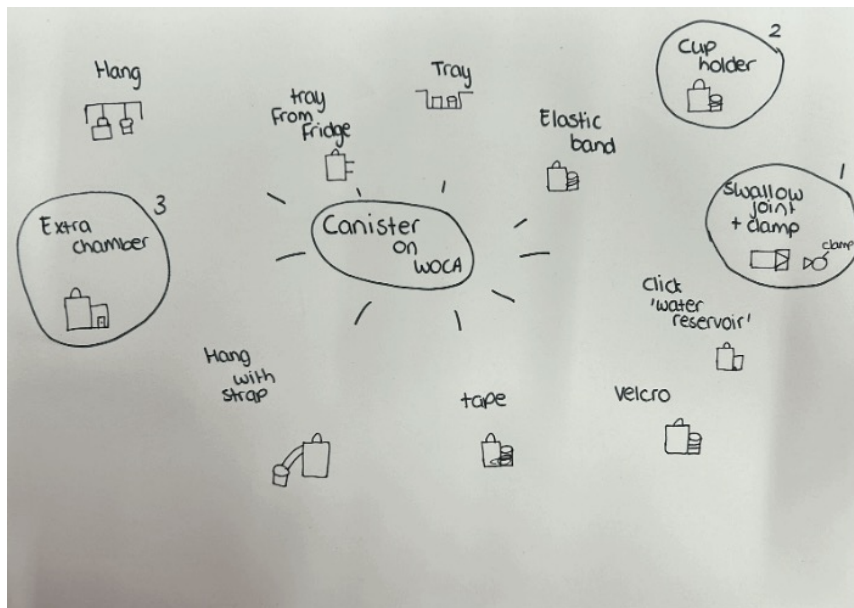 Hang
tray
From
Fridge
Tray
Elastic
band
2
Cup
holder
1
Swallow
joint
+ clamp
clamp
3
Extra
chamber
Canister
on
WOCA
Click
'water
reservoir'
Hang
with
strap
tape
Velcro